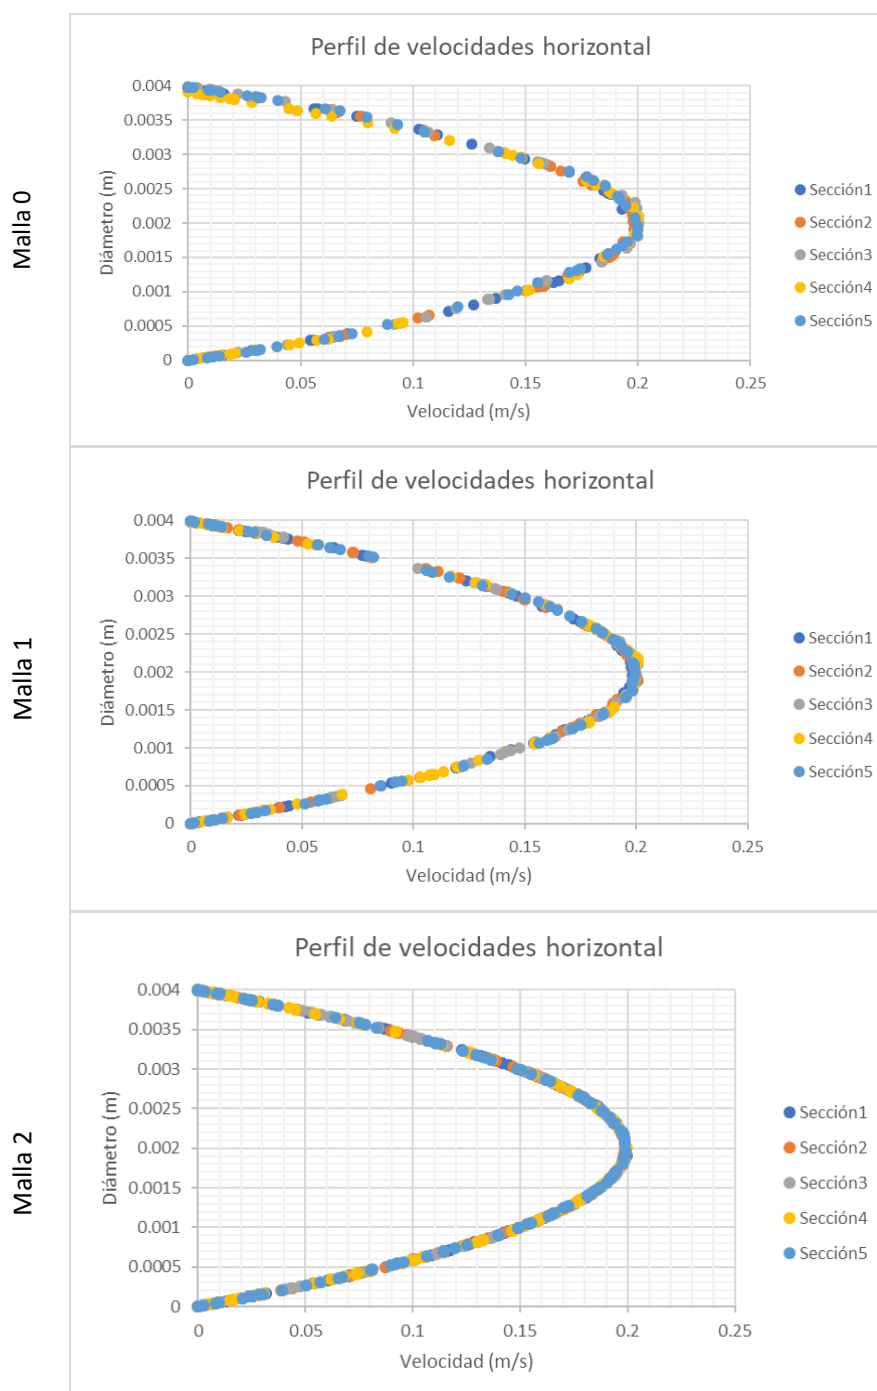 Malla 0
Perfil de velocidades horizontal
Diámetro (m)
0.004
0.0035
0.003
0.0025
0.002
0.0015
0.001
0.0005
0
0 0.05 0.1 0.15 0.2 0.25
Velocidad (m/s)
Sección1
Sección2
Sección3
Sección4
Sección5
Malla 1
Perfil de velocidades horizontal
Diámetro (m)
0.004
0.0035
0.003
0.0025
0.002
0.0015
0.001
0.0005
0
0 0.05 0.1 0.15 0.2 0.25
Velocidad (m/s)
Sección1
Sección2
Sección3
Sección4
Sección5
Malla 2
Perfil de velocidades horizontal
Diámetro (m)
0.004
0.0035
0.003
0.0025
0.002
0.0015
0.001
0.0005
0
0 0.05 0.1 0.15 0.2 0.25
Velocidad (m/s)
Sección1
Sección2
Sección3
Sección4
Sección5